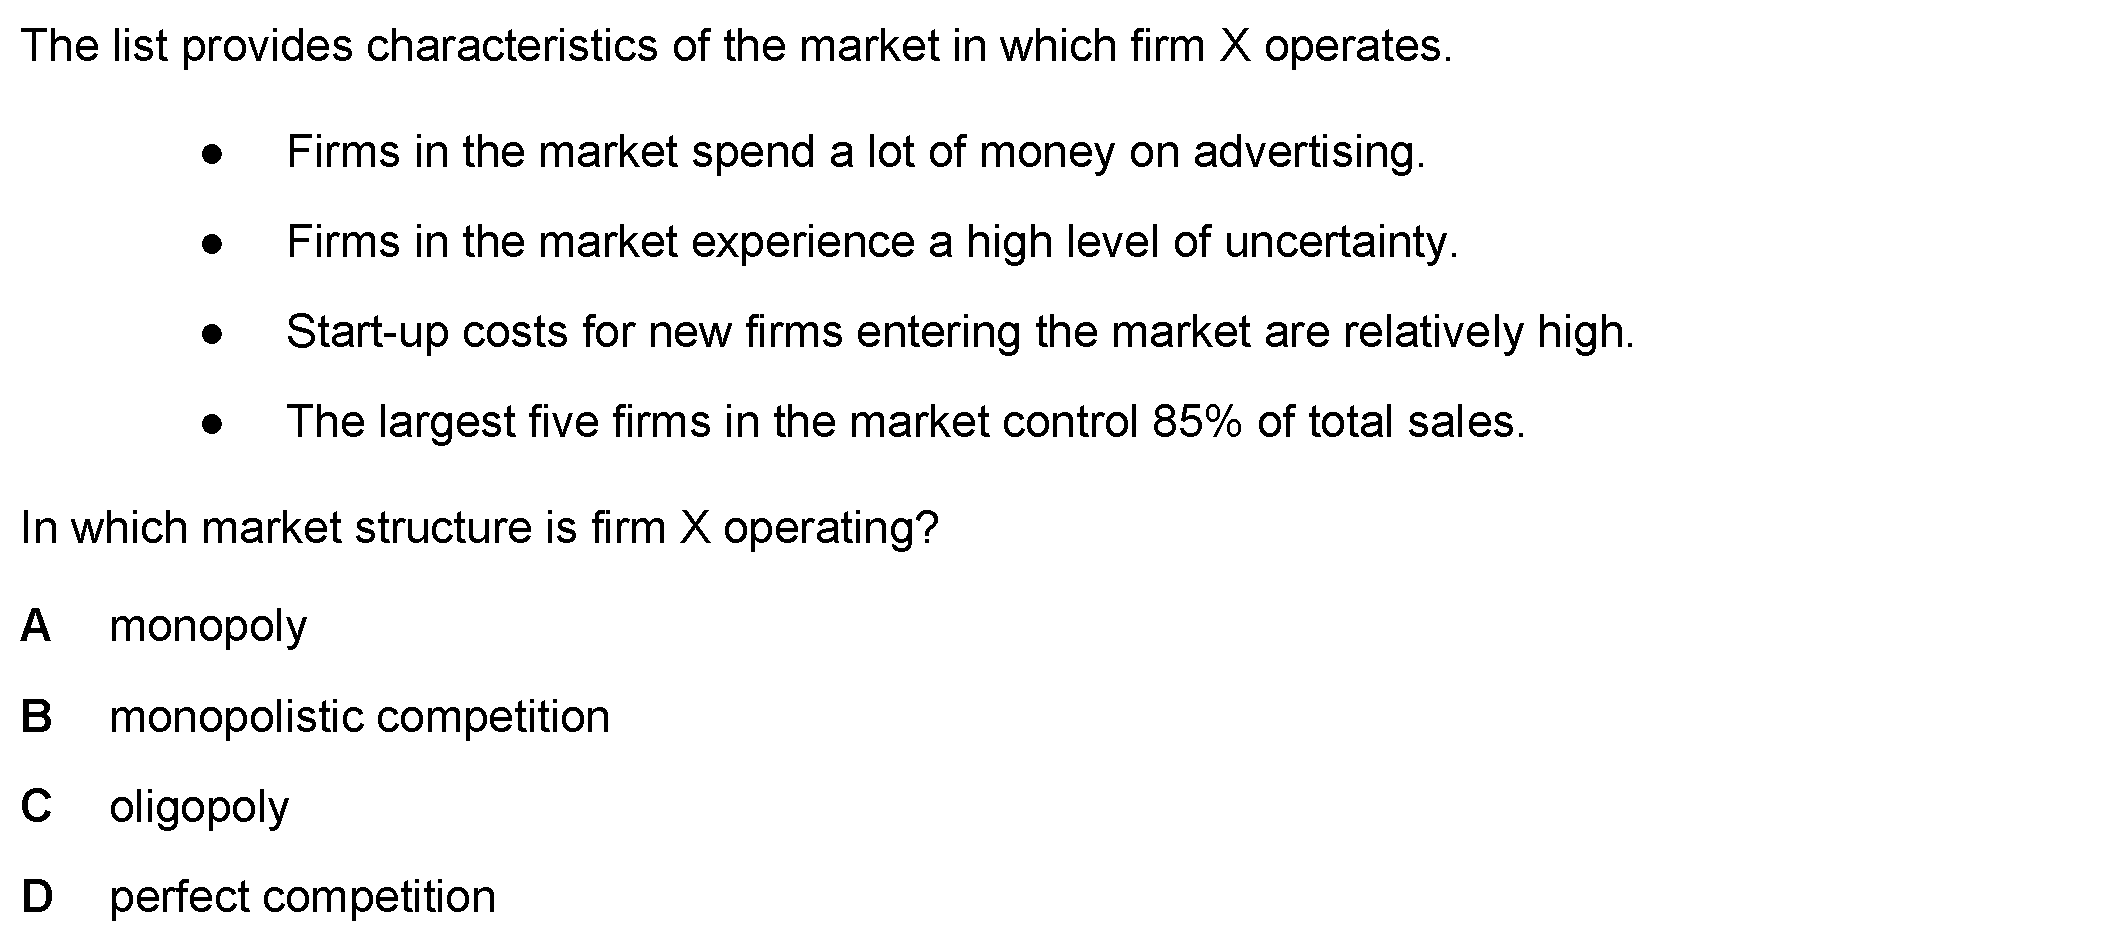 The list provides characteristics of the market in which firm X operates.
● Firms in the market spend a lot of money on advertising.
● Firms in the market experience a high level of uncertainty.
● Start-up costs for new firms entering the market are relatively high.
● The largest five firms in the market control 85% of total sales.
In which market structure is firm X operating?
A monopoly
B monopolistic competition
C oligopoly
D perfect competition